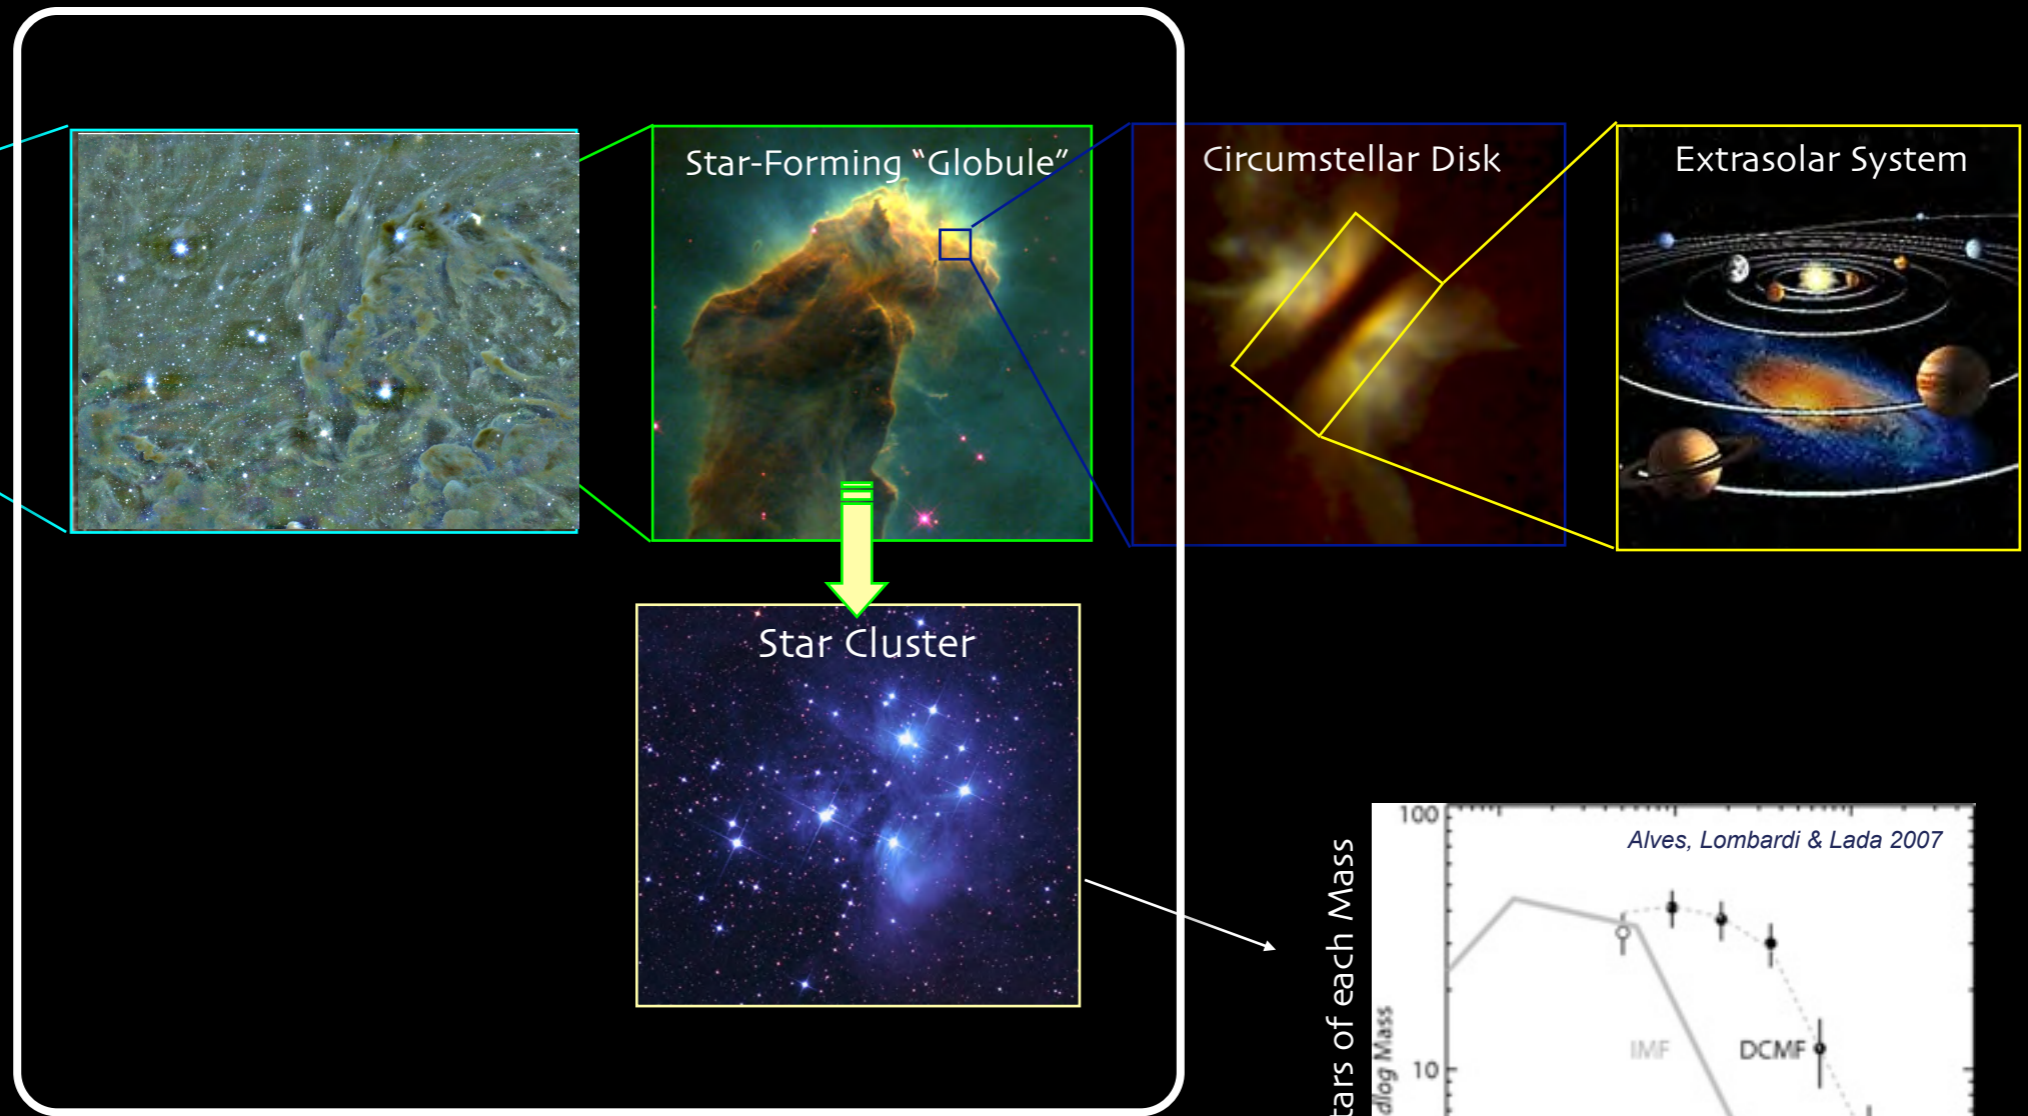 Star-Forming “Globule”
Circumstellar Disk
Extrasolar System
Star Cluster
100
Alves, Lombardi & Lada 2007
of each Mass
dlog Mass
IMF
DCMF
10